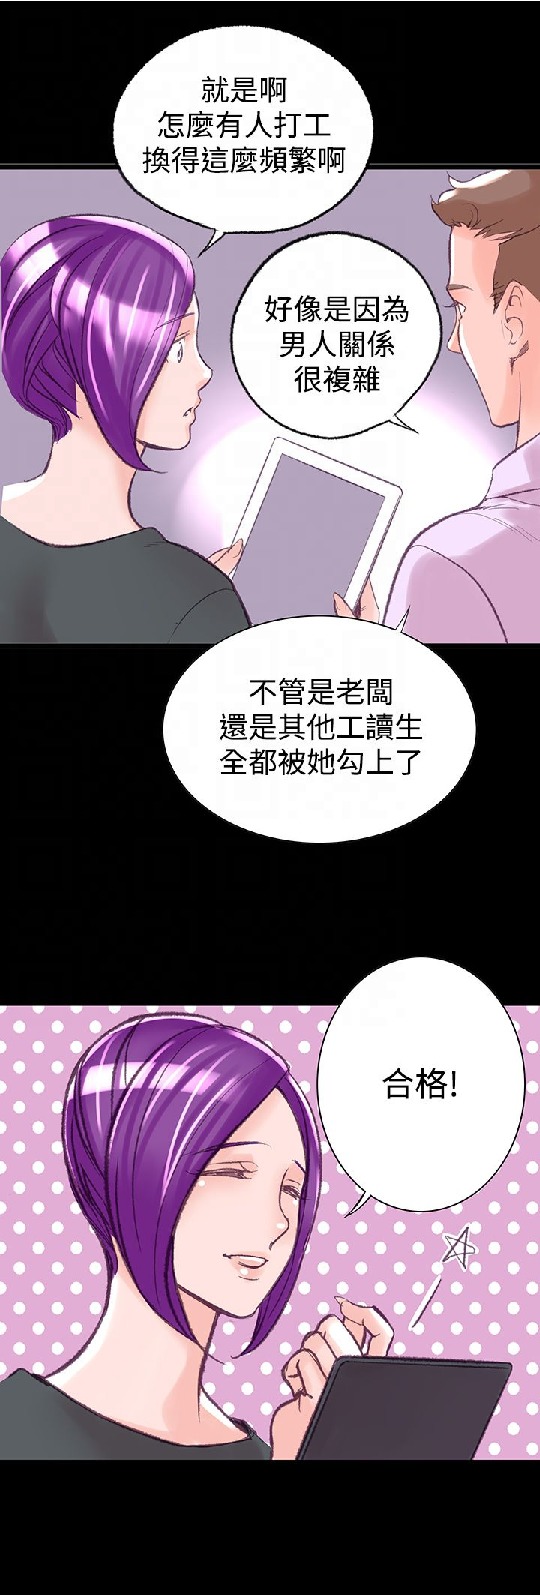 就是啊
怎麼有人打工
換得這麼頻繁啊
好像是因為
男人關係
很複雜
不管是老闆
還是其他工讀生
全都被她勾上了
合格!